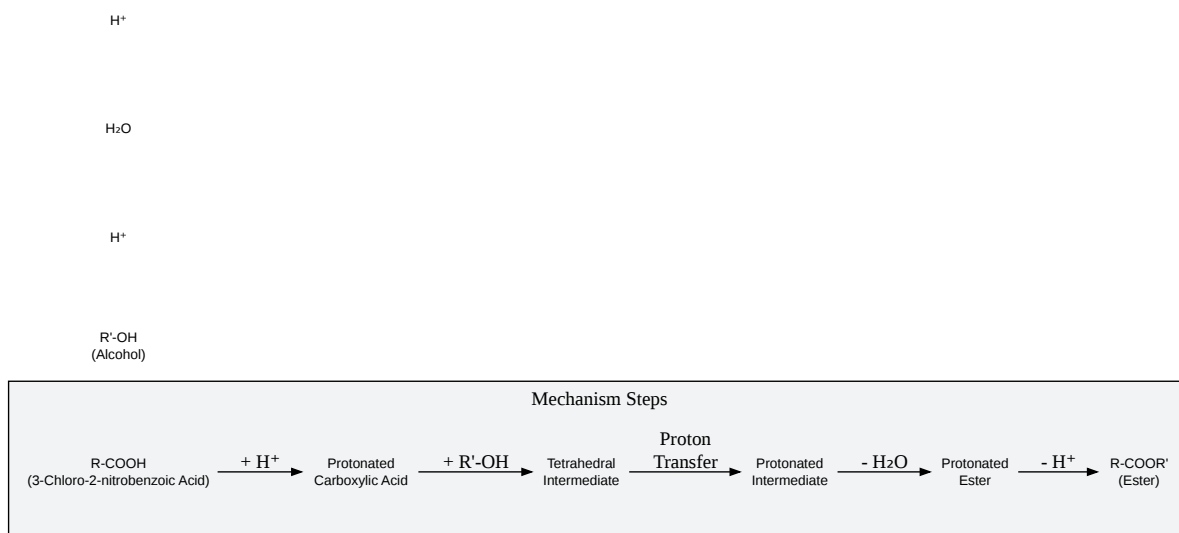 H⁺
H₂O
H⁺
R'-OH
(Alcohol)
Mechanism Steps
R-COOH
(3-Chloro-2-nitrobenzoic Acid)
+ H⁺
Protonated
Carboxylic Acid
+ R'-OH
Tetrahedral
Intermediate
Proton
Transfer
Protonated
Intermediate
- H₂O
Protonated
Ester
- H⁺
R-COOR'
(Ester)